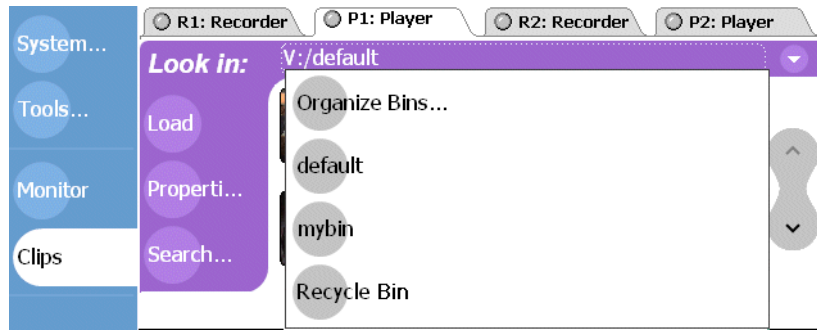 R1: Recorder
P1: Player
R2: Recorder
P2: Player
System...
Tools...
Monitor
Clips
Look in:
V:/default
Load
Properti...
Search...
Organize Bins...
default
mybin
Recycle Bin